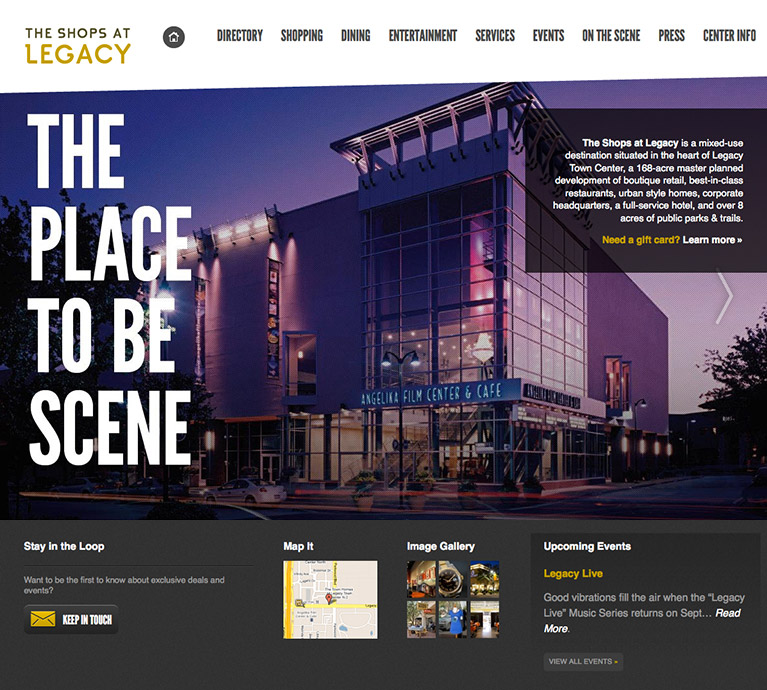 THE SHOPS AT
LEGACY
DIRECTORY
SHOPPING
DINING
ENTERTAINMENT
SERVICES
EVENTS
ON THE SCENE
PRESS
CENTER INFO
THE
PLACE
TO BE
SCENE
The Shops at Legacy is a mixed-use
destination situated in the heart of Legacy
Town Center, a 168-acre master planned
development of boutique retail, best-in-class
restaurants, urban style homes, corporate
headquarters, a full-service hotel, and over 8
acres of public parks & trails.
Need a gift card? Learn more »
ANGELIKA FILM CENTER & CAFE
Stay in the Loop
Want to be the first to know about exclusive deals and
events?
KEEP IN TOUCH
Map It
Image Gallery
Upcoming Events
Legacy Live
Good vibrations fill the air when the “Legacy
Live” Music Series returns on Sept… Read
More.
VIEW ALL EVENTS »